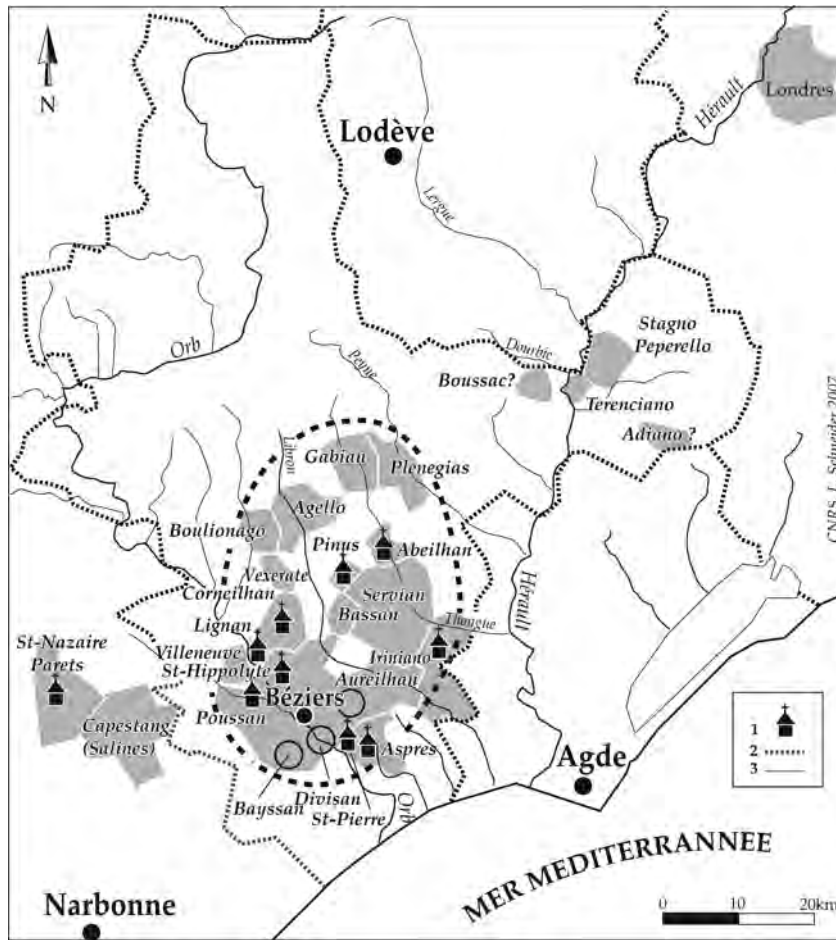 N
Londres
Hérault
Lodève
Lergue
Orb
Stagno
Peperello
Dourbie
Peyne
Boussac?
Terenciano
Adiano ?
CNRS, L. Schneider, 2007
Libron
Gabiau
Plenegias
Agello
Boulionago
Pinus
Abeilhan
Vexerate
Corneilhan
Servian
Bassan
Hérault
Lignan
Thongue
St-Nazaire
Parets
Villeneuve
St-Hippolyte
Iriniano
Aureilhan
Béziers
Poussan
Capestang
(Salines)
Aspres
Agde
1
2
3
Divisan
Bayssan
St-Pierre
Orb
MER MEDITERRANNEE
Narbonne
0 10 20km